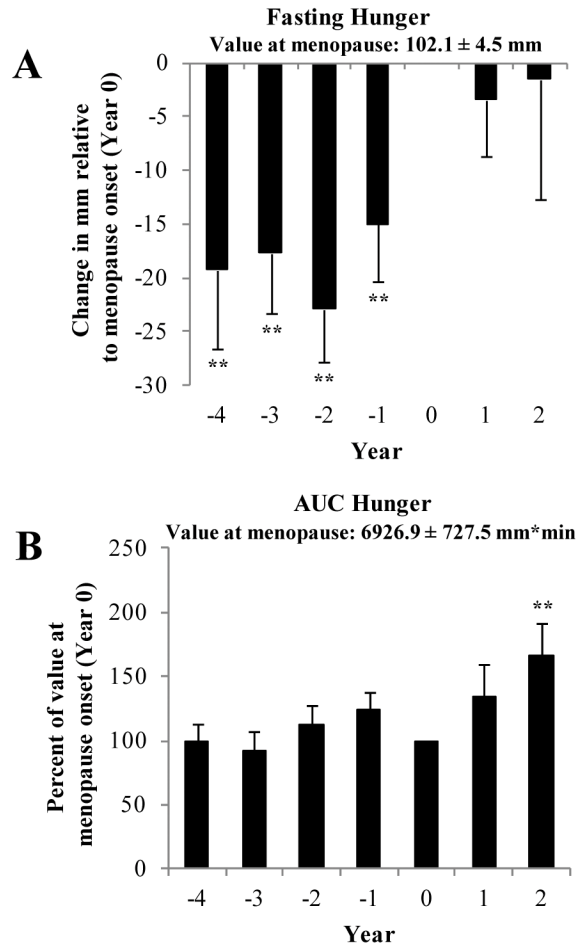 Fasting Hunger
Value at menopause: 102.1 ± 4.5 mm
A
Change in mm relative
to menopause onset (Year 0)
0
-5
-10
-15
-20
-25
-30
**
**
**
**
-4 -3 -2 -1 0 1 2
Year
AUC Hunger
Value at menopause: 6926.9 ± 727.5 mm*min
B
Percent of value at
menopause onset (Year 0)
250
200
150
100
50
0
**
-4 -3 -2 -1 0 1 2
Year